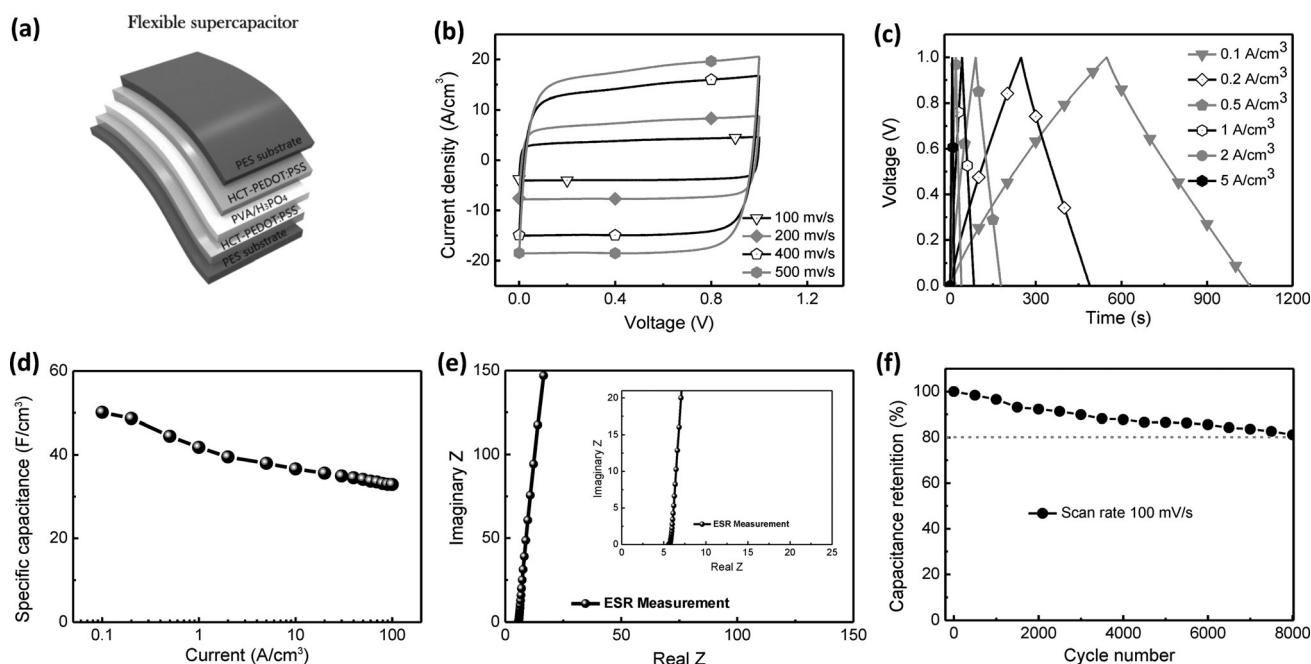 (a)
Flexible supercapacitor
PES substrate
HCT-PEDOT:PSS
PVA/H₃PO₄
HCT-PEDOT:PSS
PES substrate
(b)
Current density (A/cm³)
20
10
0
-10
-20
0.0 0.4 0.8 1.2
Voltage (V)
100 mv/s
200 mv/s
400 mv/s
500 mv/s
(c)
Voltage (V)
1.0
0.8
0.6
0.4
0.2
0.0
0 300 600 900 1200
Time (s)
0.1 A/cm³
0.2 A/cm³
0.5 A/cm³
1 A/cm³
2 A/cm³
5 A/cm³
(d)
Specific capacitance (F/cm³)
60
40
20
0
0.1 1 10 100
Current (A/cm³)
(e)
Imaginary Z
150
100
50
0
0 25 50 75 100 150
Real Z
ESR Measurement
Imaginary Z
20
15
10
5
0
0 5 10 15 20 25
Real Z
ESR Measurement
(f)
Capacitance retenition (%)
100
80
60
40
20
0
0 2000 4000 6000 8000
Cycle number
Scan rate 100 mV/s